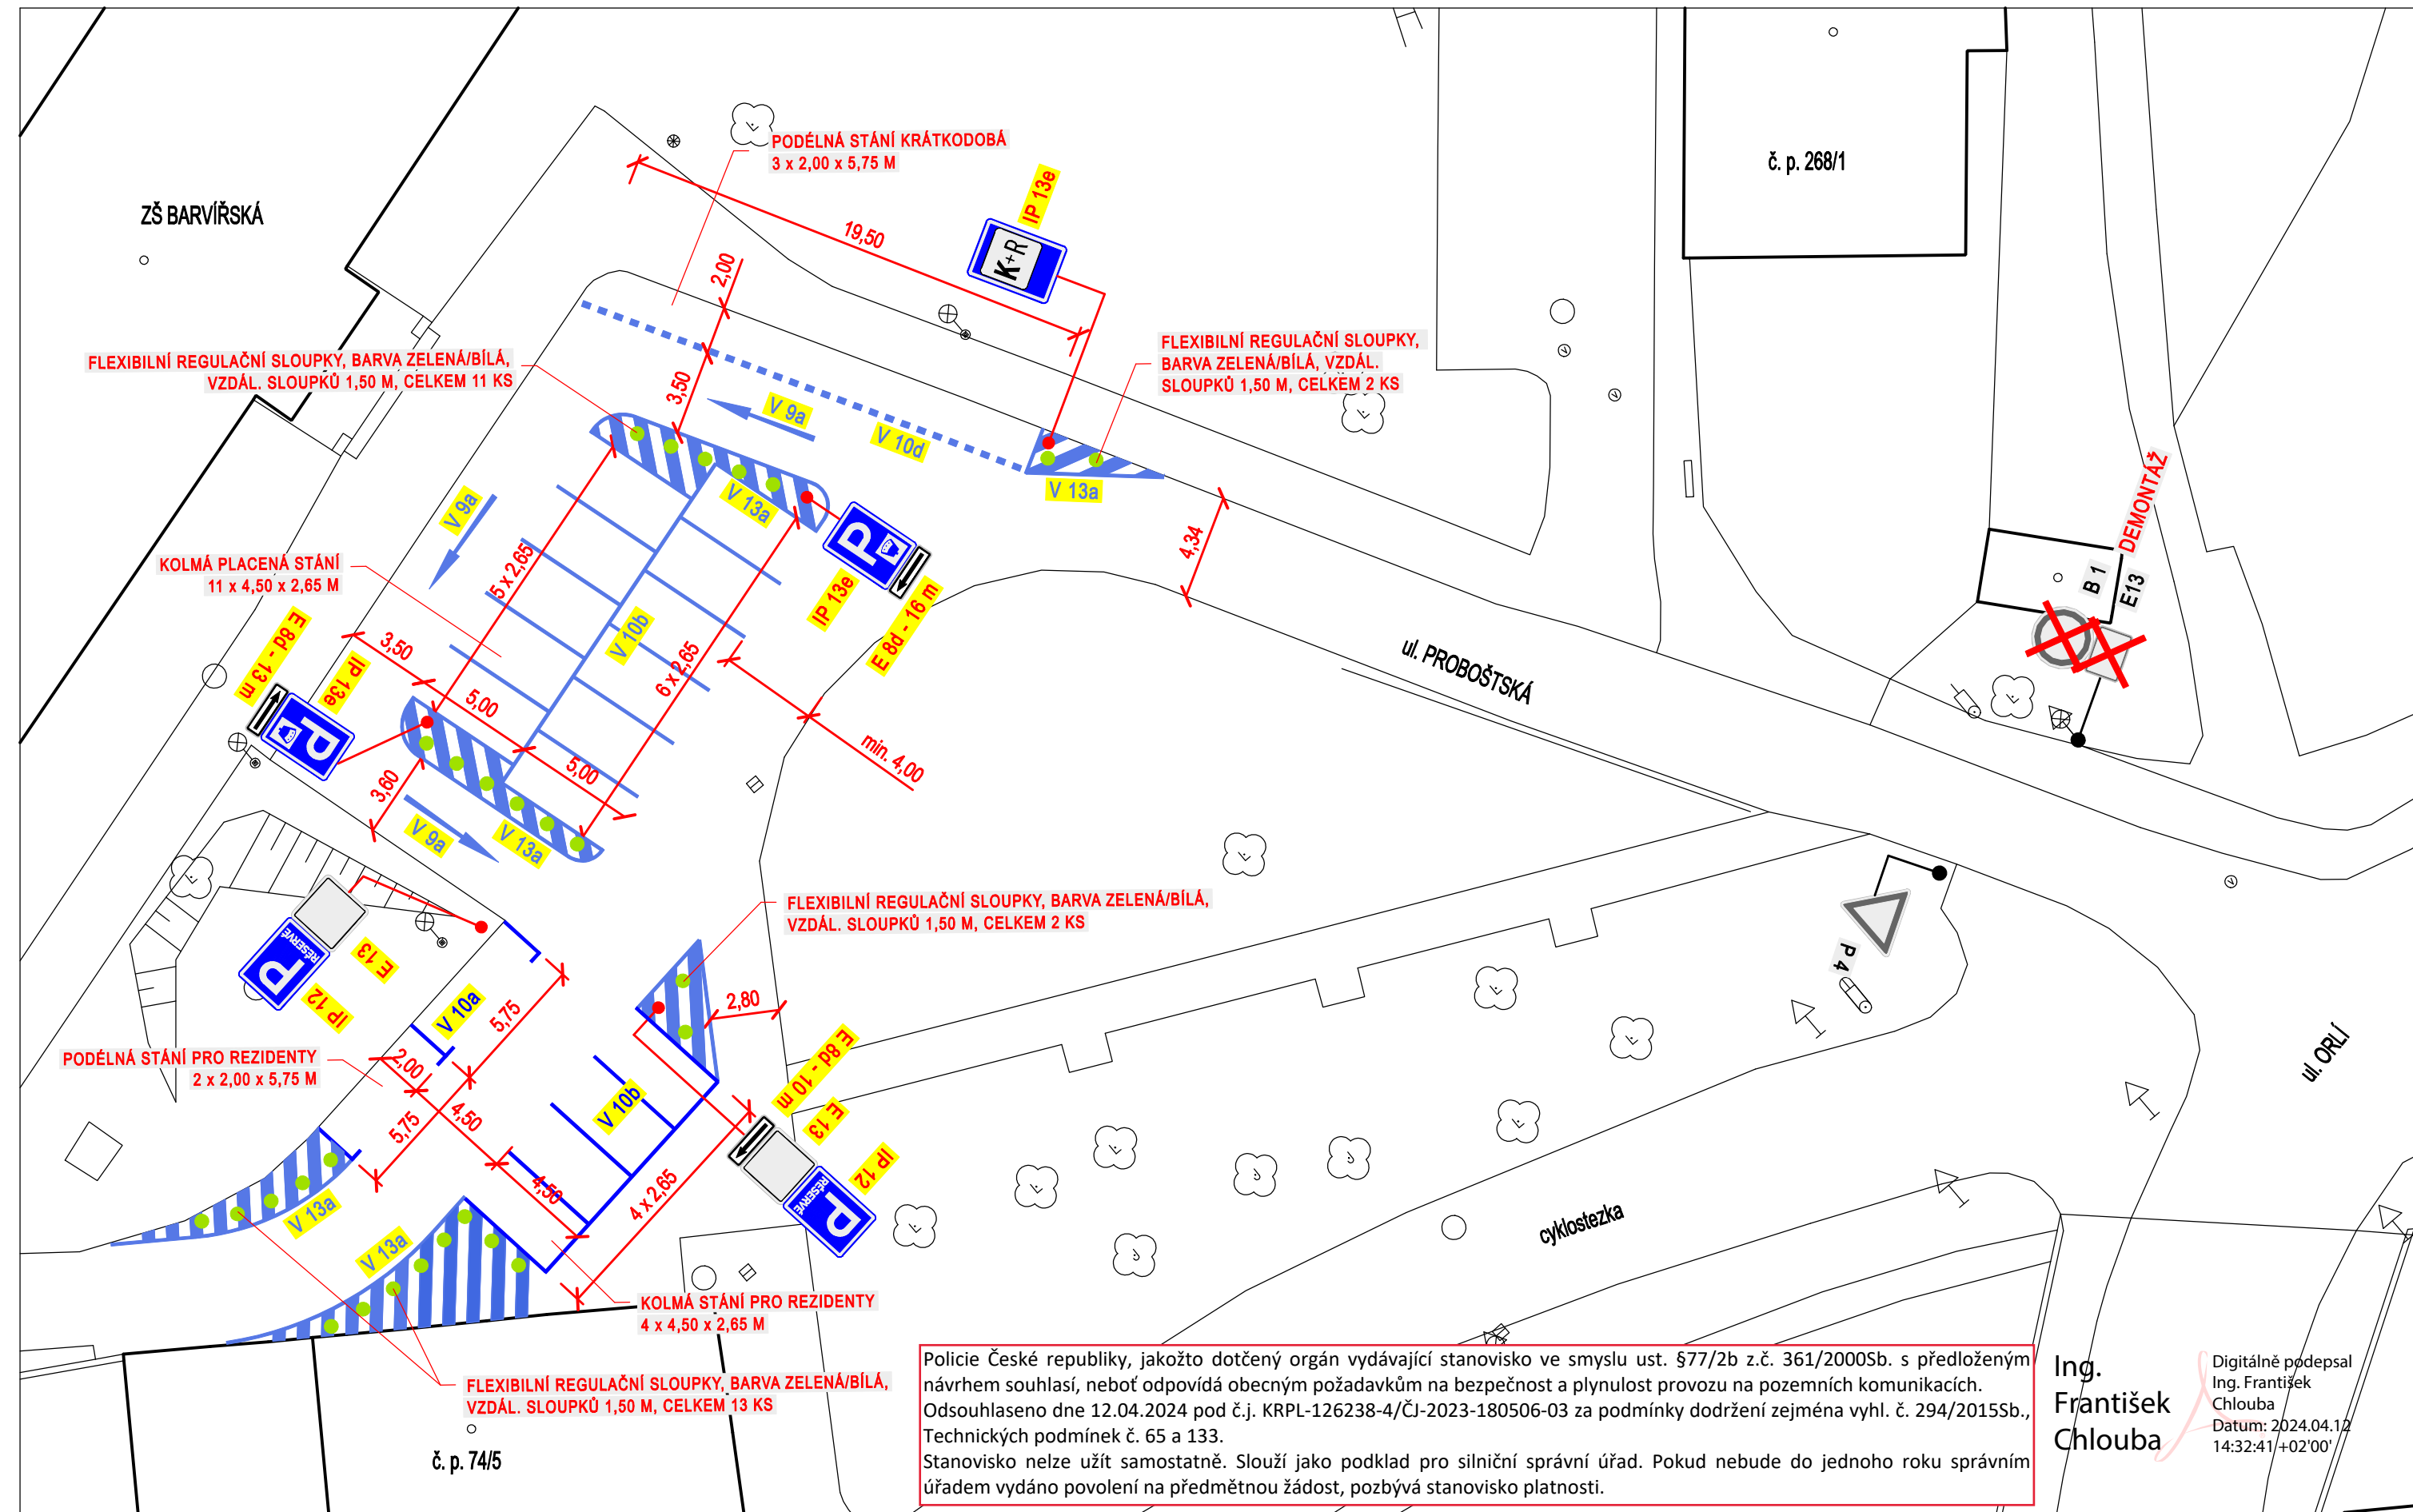 PODÉLNÁ STÁNÍ KRÁTKODOBÁ
3 x 2,00 x 5,75 M
č. p. 268/1
ZŠ BARVÍŘSKÁ
IP 13e
K+R
19,50
2,00
3,50
FLEXIBILNÍ REGULAČNÍ SLOUPKY, BARVA ZELENÁ/BÍLÁ,
VZDÁL. SLOUPKŮ 1,50 M, CELKEM 11 KS
FLEXIBILNÍ REGULAČNÍ SLOUPKY,
BARVA ZELENÁ/BÍLÁ, VZDÁL.
SLOUPKŮ 1,50 M, CELKEM 2 KS
V 9a
V 10d
V 13a
V 13a
V 9a
DEMONTÁŽ
B 1
E13
4,34
P
IP 13e
E 8d - 16 m
KOLMÁ PLACENÁ STÁNÍ
11 x 4,50 x 2,65 M
5 x 2,65
V 10b
6 x 2,65
E 8d - 13 m
IP 13e
P
3,50
5,00
5,00
min. 4,00
3,60
V 9a
V 13a
ul. PROBOŠTSKÁ
FLEXIBILNÍ REGULAČNÍ SLOUPKY, BARVA ZELENÁ/BÍLÁ,
VZDÁL. SLOUPKŮ 1,50 M, CELKEM 2 KS
P 4
E 13
RÉSERVÉ
P
IP 12
V 10a
5,75
2,80
PODÉLNÁ STÁNÍ PRO REZIDENTY
2 x 2,00 x 5,75 M
2,00
4,50
5,75
V 10b
E 8d - 10 m
E 13
IP 12
RÉSERVÉ
P
4,50
4 x 2,65
V 13a
V 13a
ul. ORLÍ
cyklostezka
KOLMÁ STÁNÍ PRO REZIDENTY
4 x 4,50 x 2,65 M
FLEXIBILNÍ REGULAČNÍ SLOUPKY, BARVA ZELENÁ/BÍLÁ,
VZDÁL. SLOUPKŮ 1,50 M, CELKEM 13 KS
č. p. 74/5
Policie České republiky, jakožto dotčený orgán vydávající stanovisko ve smyslu ust. §77/2b z.č. 361/2000Sb. s předloženým
návrhem souhlasí, neboť odpovídá obecným požadavkům na bezpečnost a plynulost provozu na pozemních komunikacích.
Odsouhlaseno dne 12.04.2024 pod č.j. KRPL-126238-4/ČJ-2023-180506-03 za podmínky dodržení zejména vyhl. č. 294/2015Sb.,
Technických podmínek č. 65 a 133.
Stanovisko nelze užít samostatně. Slouží jako podklad pro silniční správní úřad. Pokud nebude do jednoho roku správním
úřadem vydáno povolení na předmětnou žádost, pozbývá stanovisko platnosti.
Ing.
František
Chlouba
Digitálně podepsal
Ing. František
Chlouba
Datum: 2024.04.12
14:32:41 +02'00'